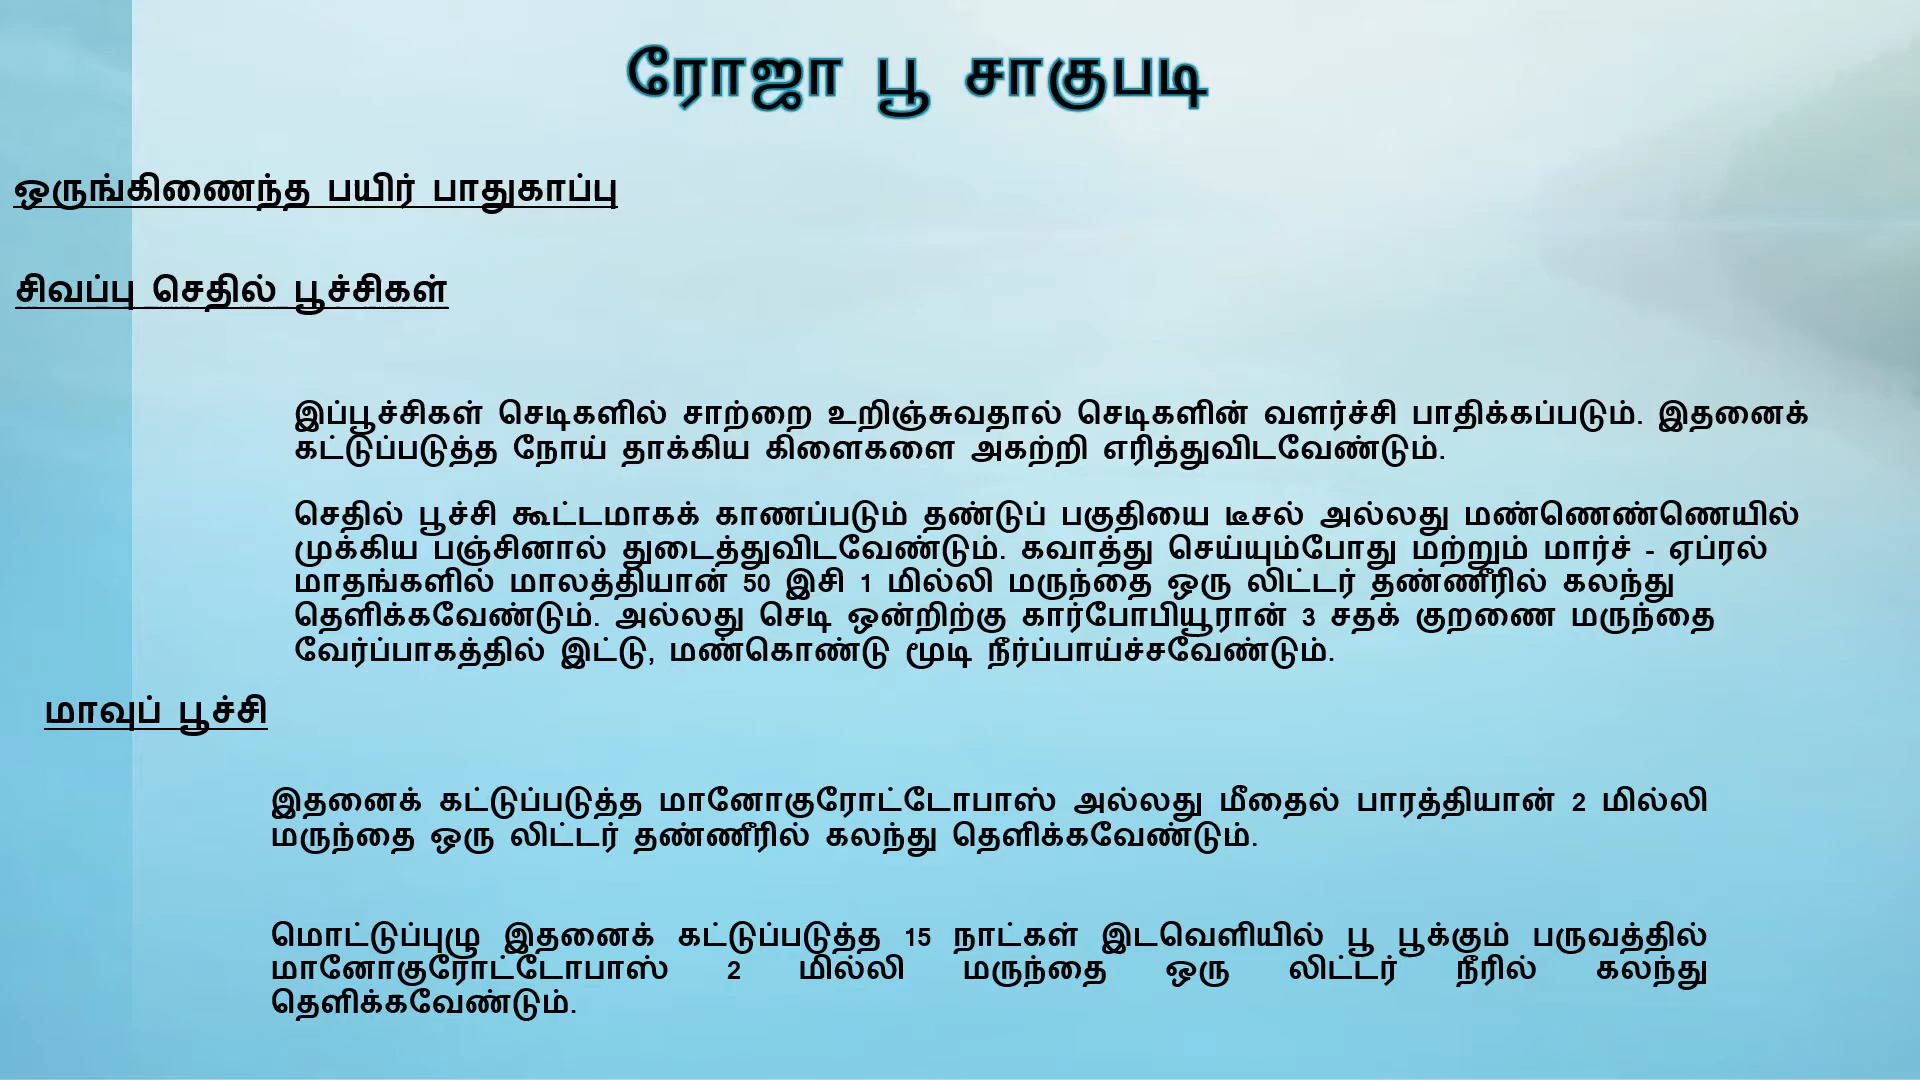 ரோஜா பூ சாகுபடி
ஒருங்கிணைந்த பயிர் பாதுகாப்பு
சிவப்பு செதில் பூச்சிகள்
இப்பூச்சிகள் செடிகளில் சாற்றை உறிஞ்சுவதால் செடிகளின் வளர்ச்சி பாதிக்கப்படும். இதனைக்
கட்டுப்படுத்த நோய் தாக்கிய கிளைகளை அகற்றி எரித்துவிடவேண்டும்.
செதில் பூச்சி கூட்டமாகக் காணப்படும் தண்டுப் பகுதியை டீசல் அல்லது மண்ணெண்ணெயில்
முக்கிய பஞ்சினால் துடைத்துவிடவேண்டும். கவாத்து செய்யும்போது மற்றும் மார்ச் - ஏப்ரல்
மாதங்களில் மாலத்தியான் 50 இசி 1 மில்லி மருந்தை ஒரு லிட்டர் தண்ணீரில் கலந்து
தெளிக்கவேண்டும். அல்லது செடி ஒன்றிற்கு கார்போபியூரான் 3 சதக் குறணை மருந்தை
வேர்ப்பாகத்தில் இட்டு, மண்கொண்டு மூடி நீர்ப்பாய்ச்சவேண்டும்.
மாவுப் பூச்சி
இதனைக் கட்டுப்படுத்த மானோகுரோட்டோபாஸ் அல்லது மீதைல் பாரத்தியான் 2 மில்லி
மருந்தை ஒரு லிட்டர் தண்ணீரில் கலந்து தெளிக்கவேண்டும்.
மொட்டுப்புழு இதனைக் கட்டுப்படுத்த 15 நாட்கள் இடவெளியில் பூ பூக்கும் பருவத்தில்
மானோகுரோட்டோபாஸ் 2 மில்லி மருந்தை ஒரு லிட்டர் நீரில் கலந்து
தெளிக்கவேண்டும்.